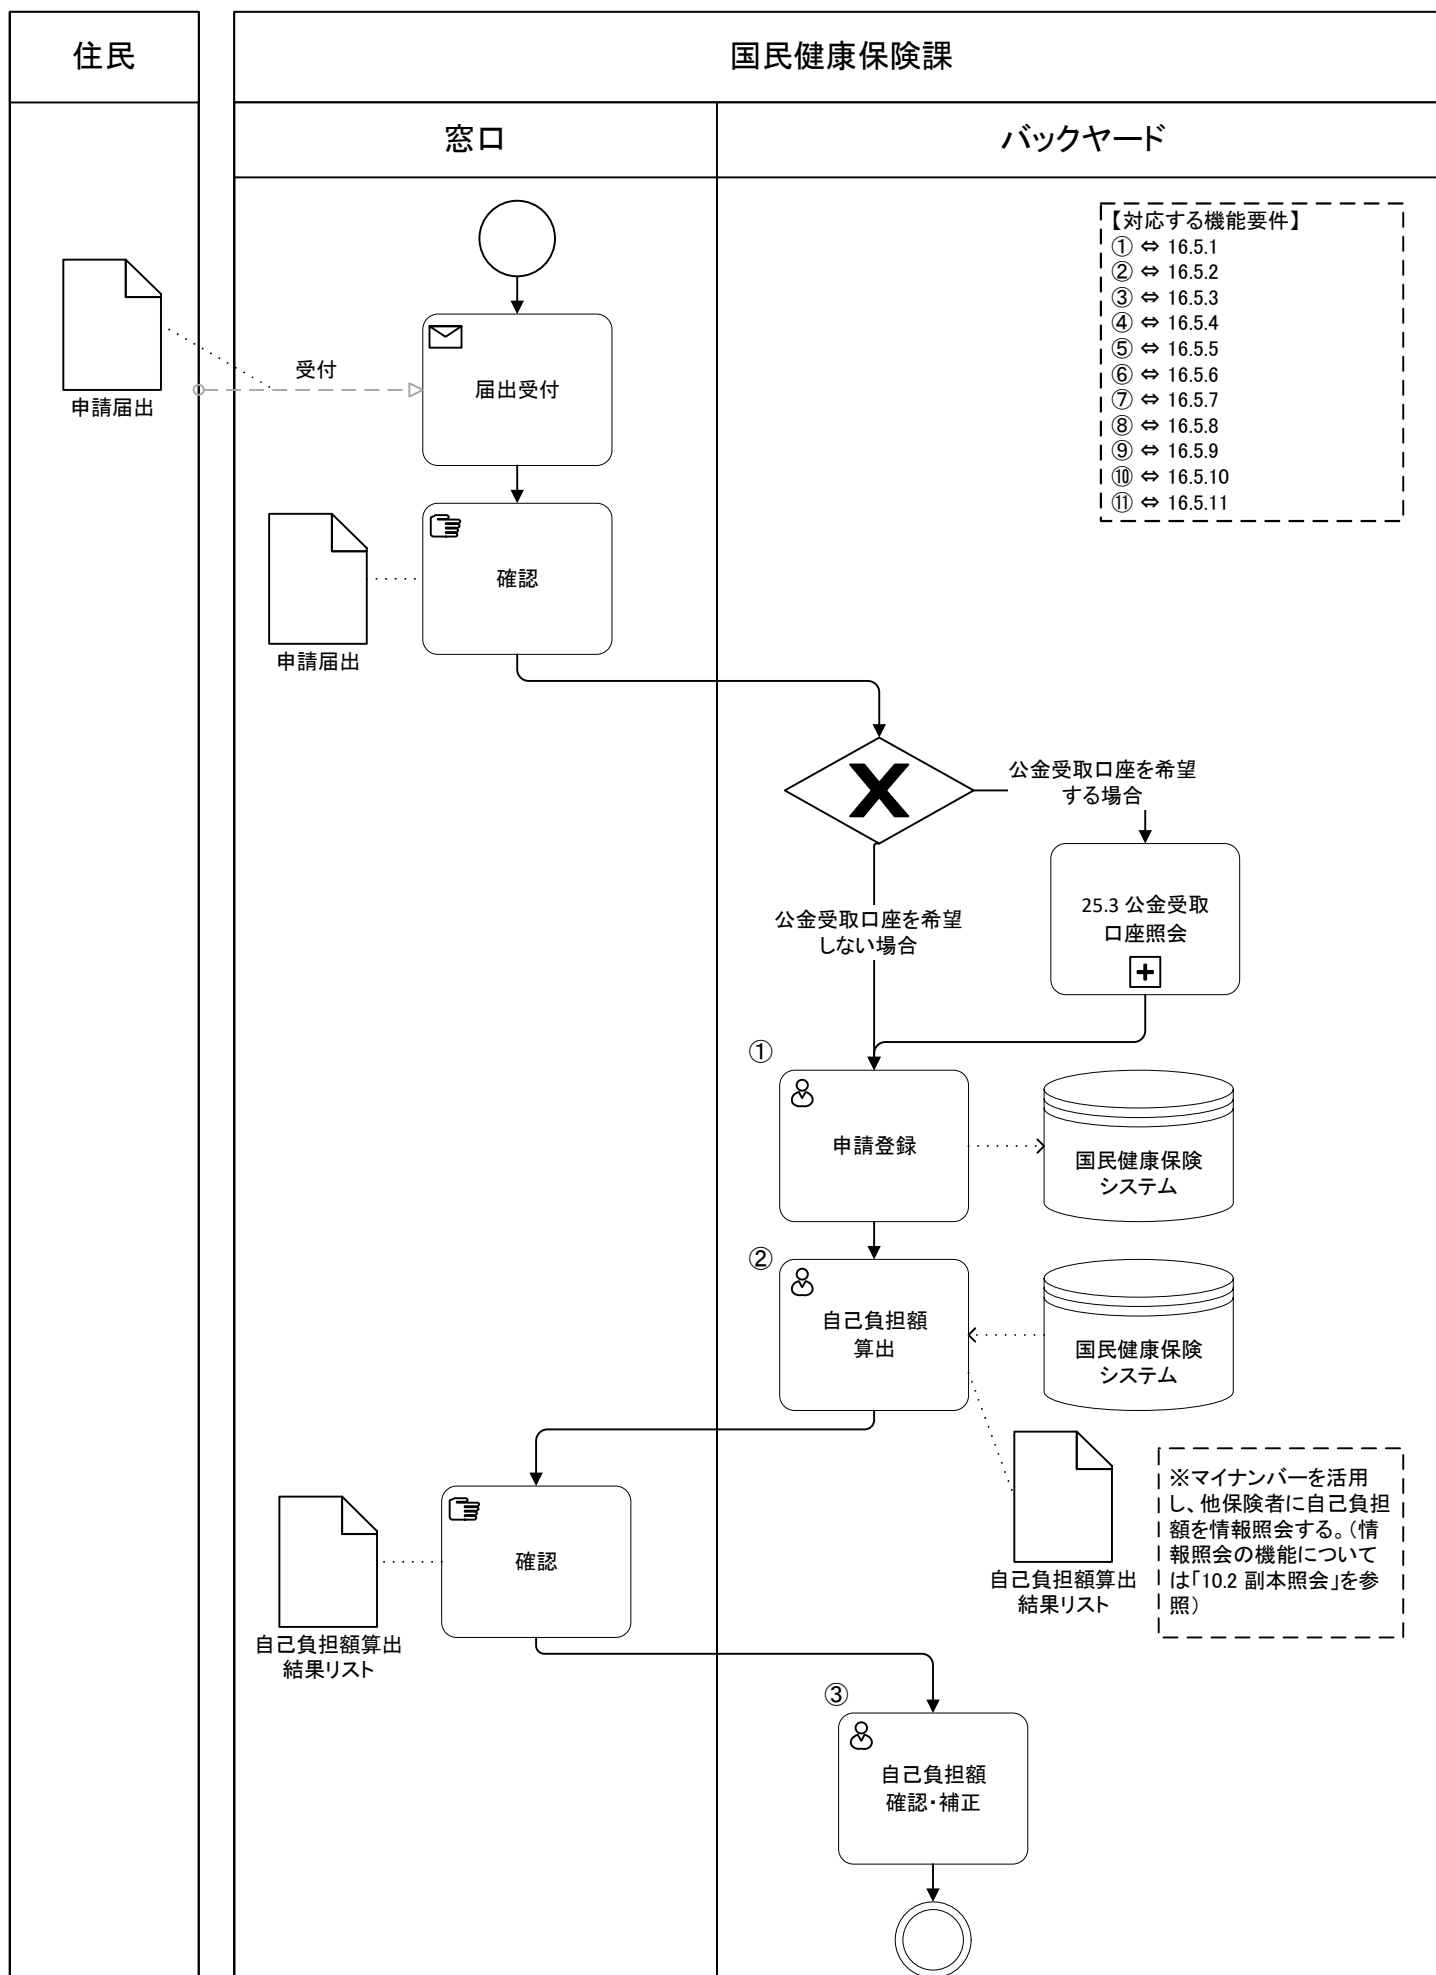 住民
国民健康保険課
窓口
バックヤード
【対応する機能要件】
① ⇔ 16.5.1
② ⇔ 16.5.2
③ ⇔ 16.5.3
④ ⇔ 16.5.4
⑤ ⇔ 16.5.5
⑥ ⇔ 16.5.6
⑦ ⇔ 16.5.7
⑧ ⇔ 16.5.8
⑨ ⇔ 16.5.9
⑩ ⇔ 16.5.10
⑪ ⇔ 16.5.11
申請届出
受付
届出受付
確認
申請届出
公金受取口座を希望
する場合
公金受取口座を希望
しない場合
25.3 公金受取
口座照会
①
申請登録
国民健康保険
システム
②
自己負担額
算出
国民健康保険
システム
自己負担額算出
結果リスト
※マイナンバーを活用
し、他保険者に自己負担
額を情報照会する。（情
報照会の機能について
は「10.2 副本照会」を参
照）
確認
自己負担額算出
結果リスト
③
自己負担額
確認・補正